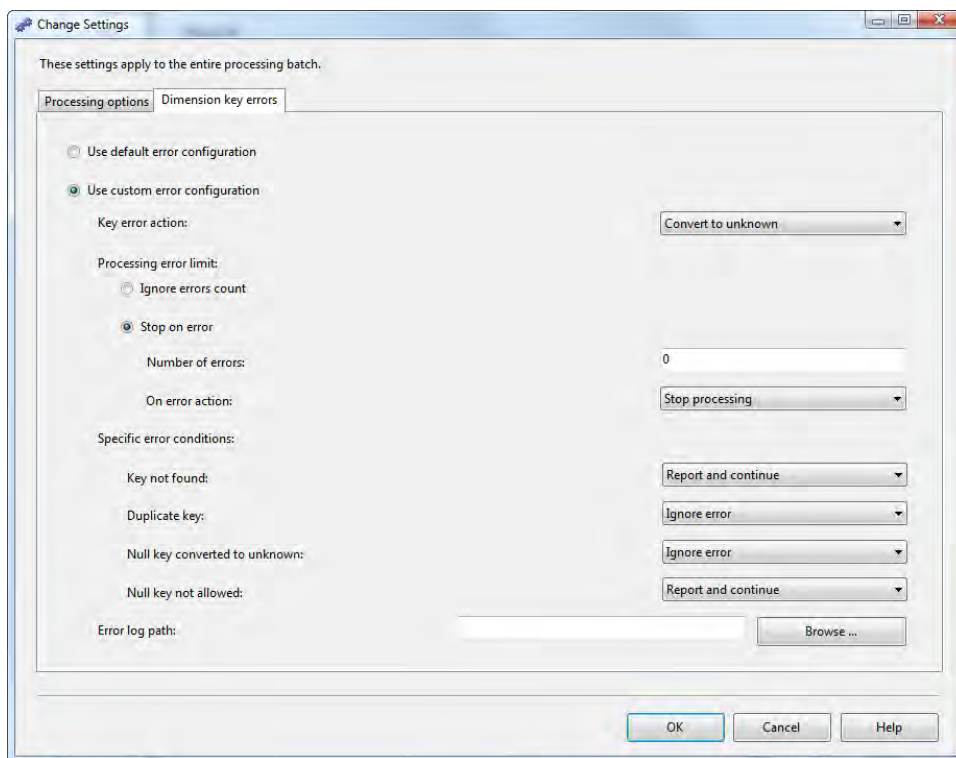 Change Settings
These settings apply to the entire processing batch.
Processing options Dimension key errors
Use default error configuration
Use custom error configuration
Key error action: Convert to unknown
Processing error limit:
Ignore errors count
Stop on error
Number of errors: 0
On error action: Stop processing
Specific error conditions:
Key not found: Report and continue
Duplicate key: Ignore error
Null key converted to unknown: Ignore error
Null key not allowed: Report and continue
Error log path: Browse ...
OK Cancel Help